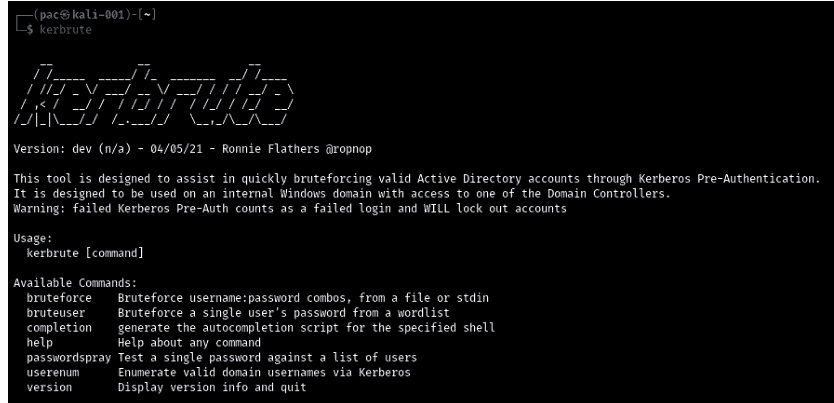 (pac㉿kali-001)-[~]
$ kerbrute
kerbrute
Version: dev (n/a) - 04/05/21 - Ronnie Flathers @ropnop
This tool is designed to assist in quickly bruteforcing valid Active Directory accounts through Kerberos Pre-Authentication.
It is designed to be used on an internal Windows domain with access to one of the Domain Controllers.
Warning: failed Kerberos Pre-Auth counts as a failed login and WILL lock out accounts
Usage:
kerbrute [command]
Available Commands:
bruteforce    Bruteforce username:password combos, from a file or stdin
bruteuser     Bruteforce a single user's password from a wordlist
completion    generate the autocompletion script for the specified shell
help          Help about any command
passwordspray Test a single password against a list of users
userenum      Enumerate valid domain usernames via Kerberos
version       Display version info and quit